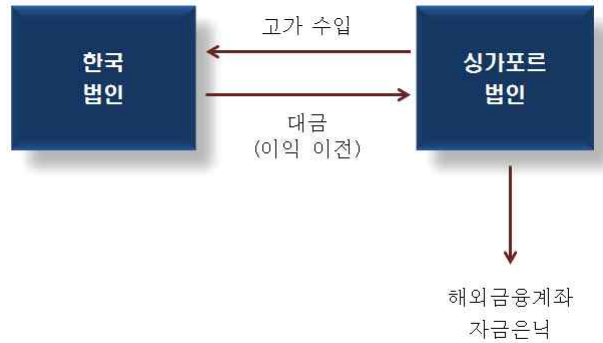 고가 수입
한국
법인
싱가포르
법인
대금
(이익 이전)
해외금융계좌
자금은닉